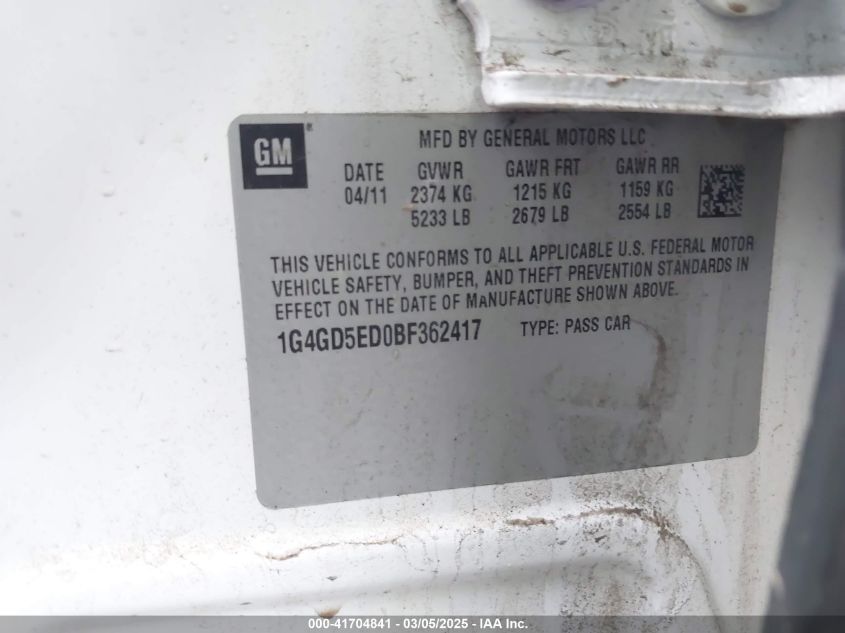 GM
MFD BY GENERAL MOTORS LLC
DATE GVWR GAWR FRT GAWR RR
04/11 2374 KG 1215 KG 1159 KG
5233 LB 2679 LB 2554 LB
THIS VEHICLE CONFORMS TO ALL APPLICABLE U.S. FEDERAL MOTOR
VEHICLE SAFETY, BUMPER, AND THEFT PREVENTION STANDARDS IN
EFFECT ON THE DATE OF MANUFACTURE SHOWN ABOVE.
1G4GD5ED0BF362417 TYPE: PASS CAR
000-41704841 - 03/05/2025 - IAA Inc.